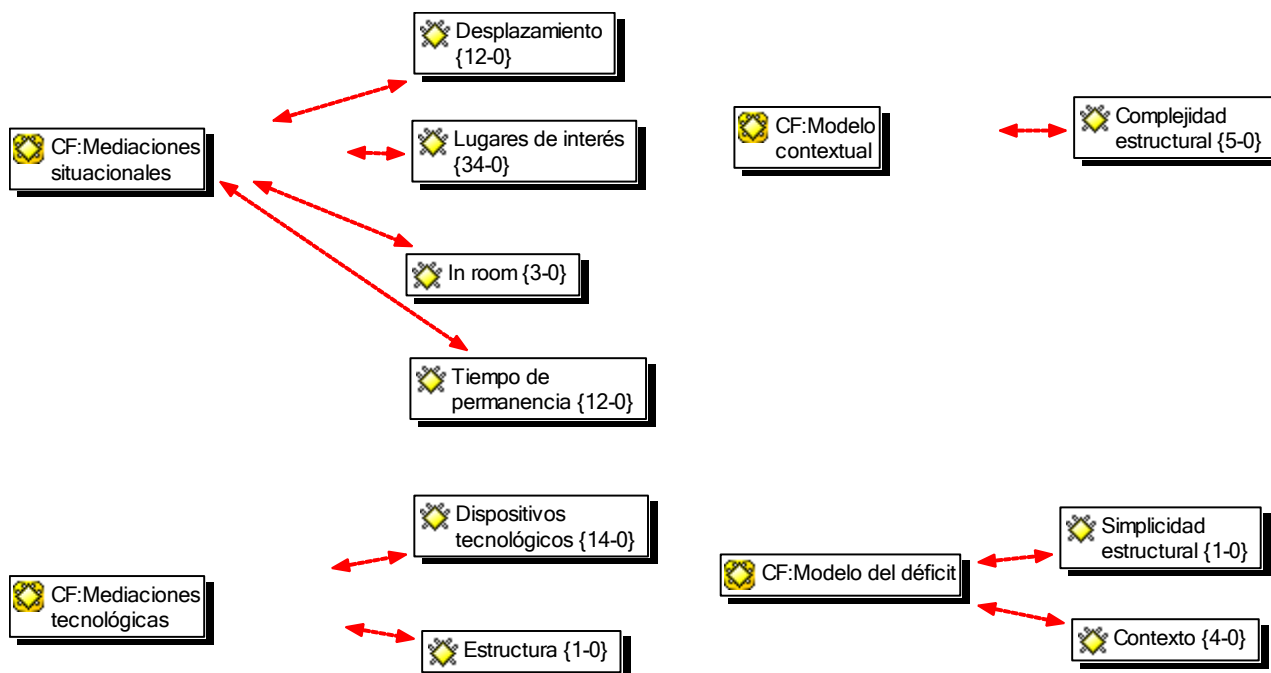 Desplazamiento
{12-0}
CF:Mediaciones
situacionales
Lugares de interés
{34-0}
In room {3-0}
Tiempo de
permanencia {12-0}
CF:Modelo
contextual
Complejidad
estructural {5-0}
CF:Mediaciones
tecnológicas
Dispositivos
tecnológicos {14-0}
Estructura {1-0}
CF:Modelo del déficit
Simplicidad
estructural {1-0}
Contexto {4-0}